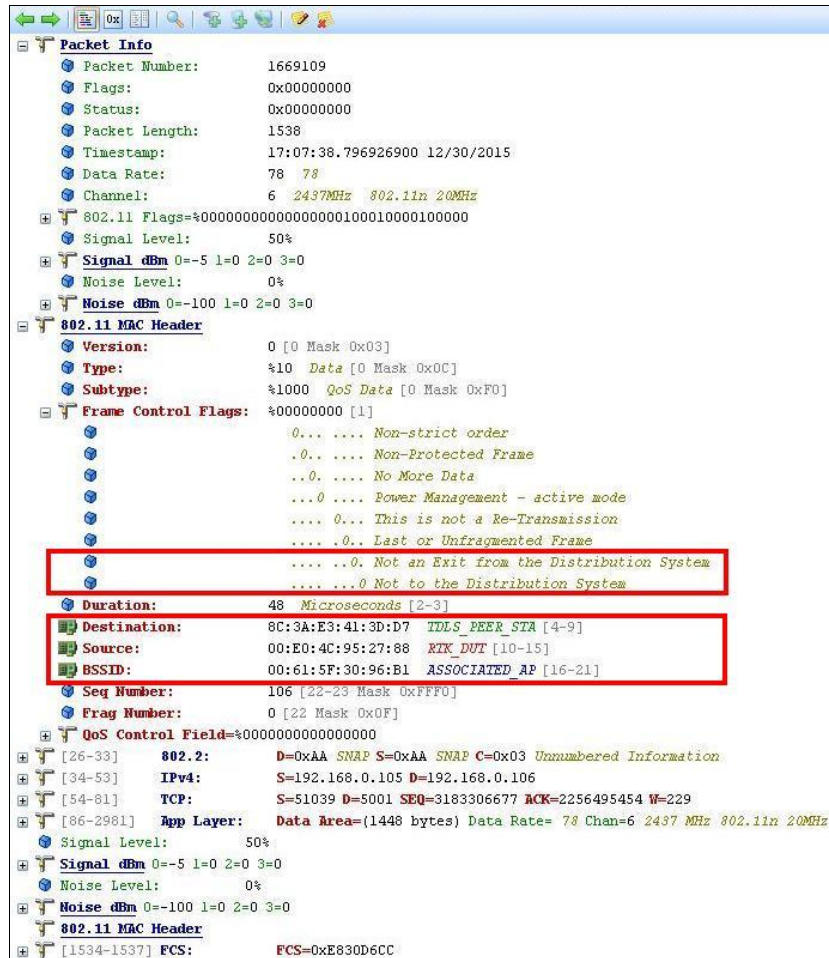 0x
Packet Info
Packet Number: 1669109
Flags: 0x00000000
Status: 0x00000000
Packet Length: 1538
Timestamp: 17:07:38.796926900 12/30/2015
Data Rate: 78 78
Channel: 6 2437MHz 802.11n 20MHz
802.11 Flags=%00000000000000000100010000100000
Signal Level: 50%
Signal dBm 0=-5 1=0 2=0 3=0
Noise Level: 0%
Noise dBm 0=-100 1=0 2=0 3=0
802.11 MAC Header
Version: 0 [0 Mask 0x03]
Type: %10 Data [0 Mask 0x0C]
Subtype: %1000 QoS Data [0 Mask 0xF0]
Frame Control Flags: %00000000 [1]
0... .... Non-strict order
.0.. .... Non-Protected Frame
..0. .... No More Data
...0 .... Power Management - active mode
.... 0... This is not a Re-Transmission
.... .0.. Last or Unfragmented Frame
.... ..0. Not an Exit from the Distribution System
.... ...0 Not to the Distribution System
Duration: 48 Microseconds [2-3]
Destination: 8C:3A:E3:41:3D:D7 TDLS_PEER_STA [4-9]
Source: 00:E0:4C:95:27:88 RTK_DUT [10-15]
BSSID: 00:61:5F:30:96:B1 ASSOCIATED_AP [16-21]
Seq Number: 106 [22-23 Mask 0xFFF0]
Frag Number: 0 [22 Mask 0x0F]
QoS Control Field=%0000000000000000
[26-33] 802.2: D=0xAA SNAP S=0xAA SNAP C=0x03 Unnumbered Information
[34-53] IPv4: S=192.168.0.105 D=192.168.0.106
[54-81] TCP: S=51039 D=5001 SEQ=3183306677 ACK=2256495454 W=229
[86-2981] App Layer: Data Area=(1448 bytes) Data Rate= 78 Chan=6 2437 MHz 802.11n 20MHz
Signal Level: 50%
Signal dBm 0=-5 1=0 2=0 3=0
Noise Level: 0%
Noise dBm 0=-100 1=0 2=0 3=0
802.11 MAC Header
[1534-1537] FCS: FCS=0xE830D6CC